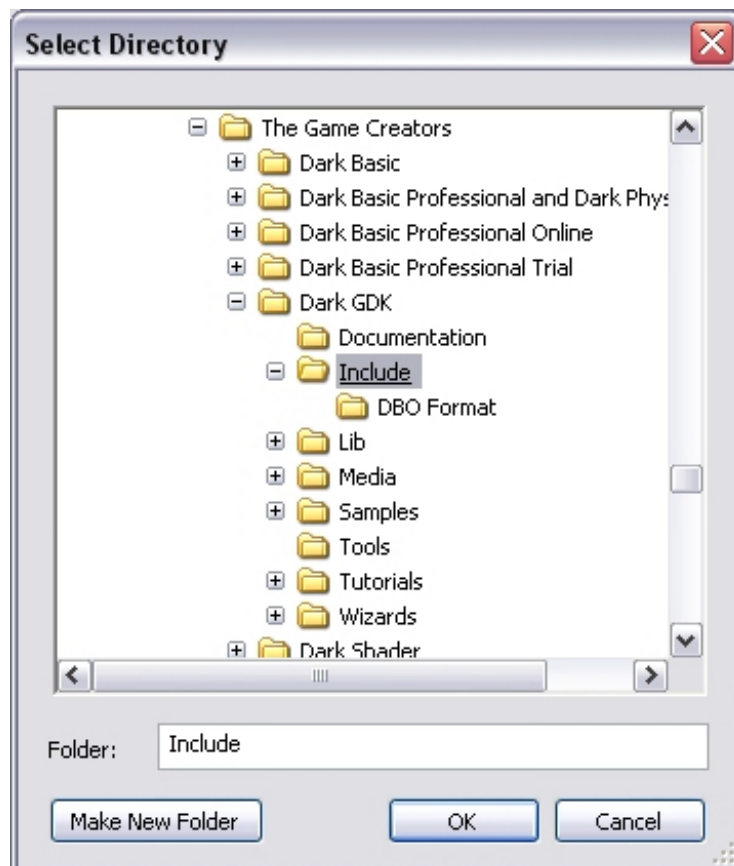 Select Directory
The Game Creators
Dark Basic
Dark Basic Professional and Dark Phys
Dark Basic Professional Online
Dark Basic Professional Trial
Dark GDK
Documentation
Include
DBO Format
Lib
Media
Samples
Tools
Tutorials
Wizards
Dark Shader
Folder: Include
Make New Folder OK Cancel